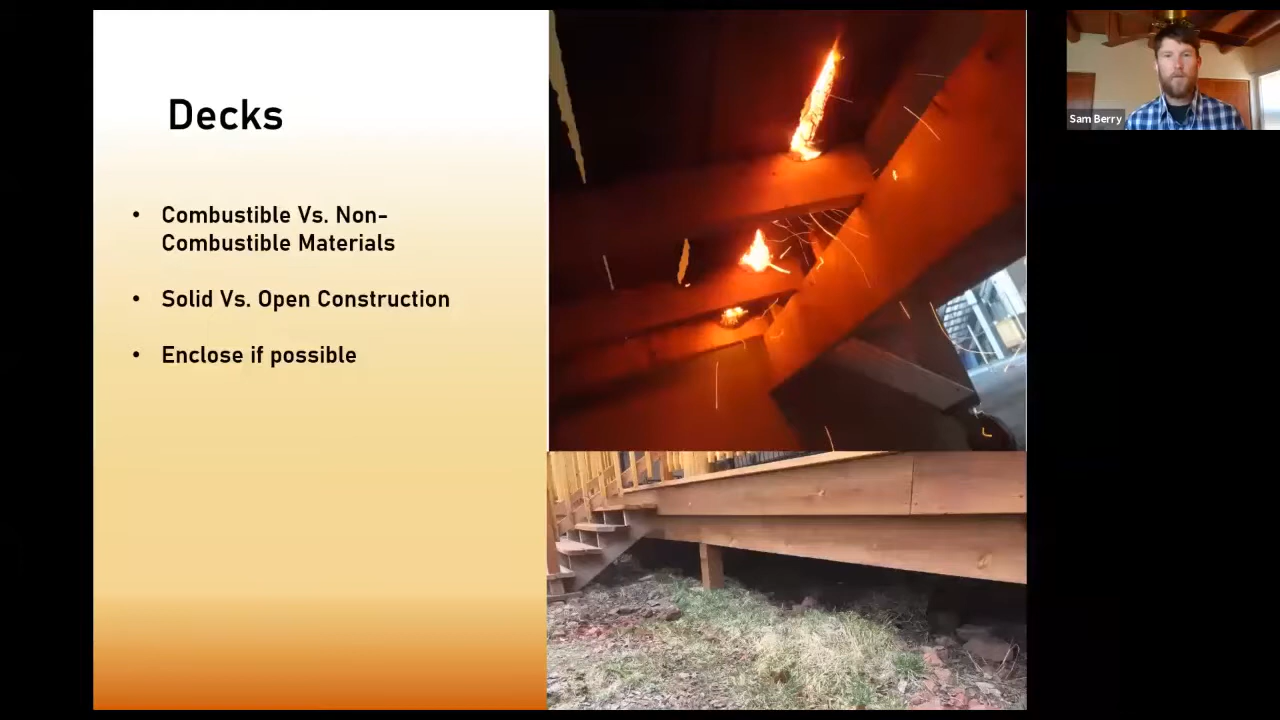 Decks
• Combustible Vs. Non-
Combustible Materials
• Solid Vs. Open Construction
• Enclose if possible
Sam Berry